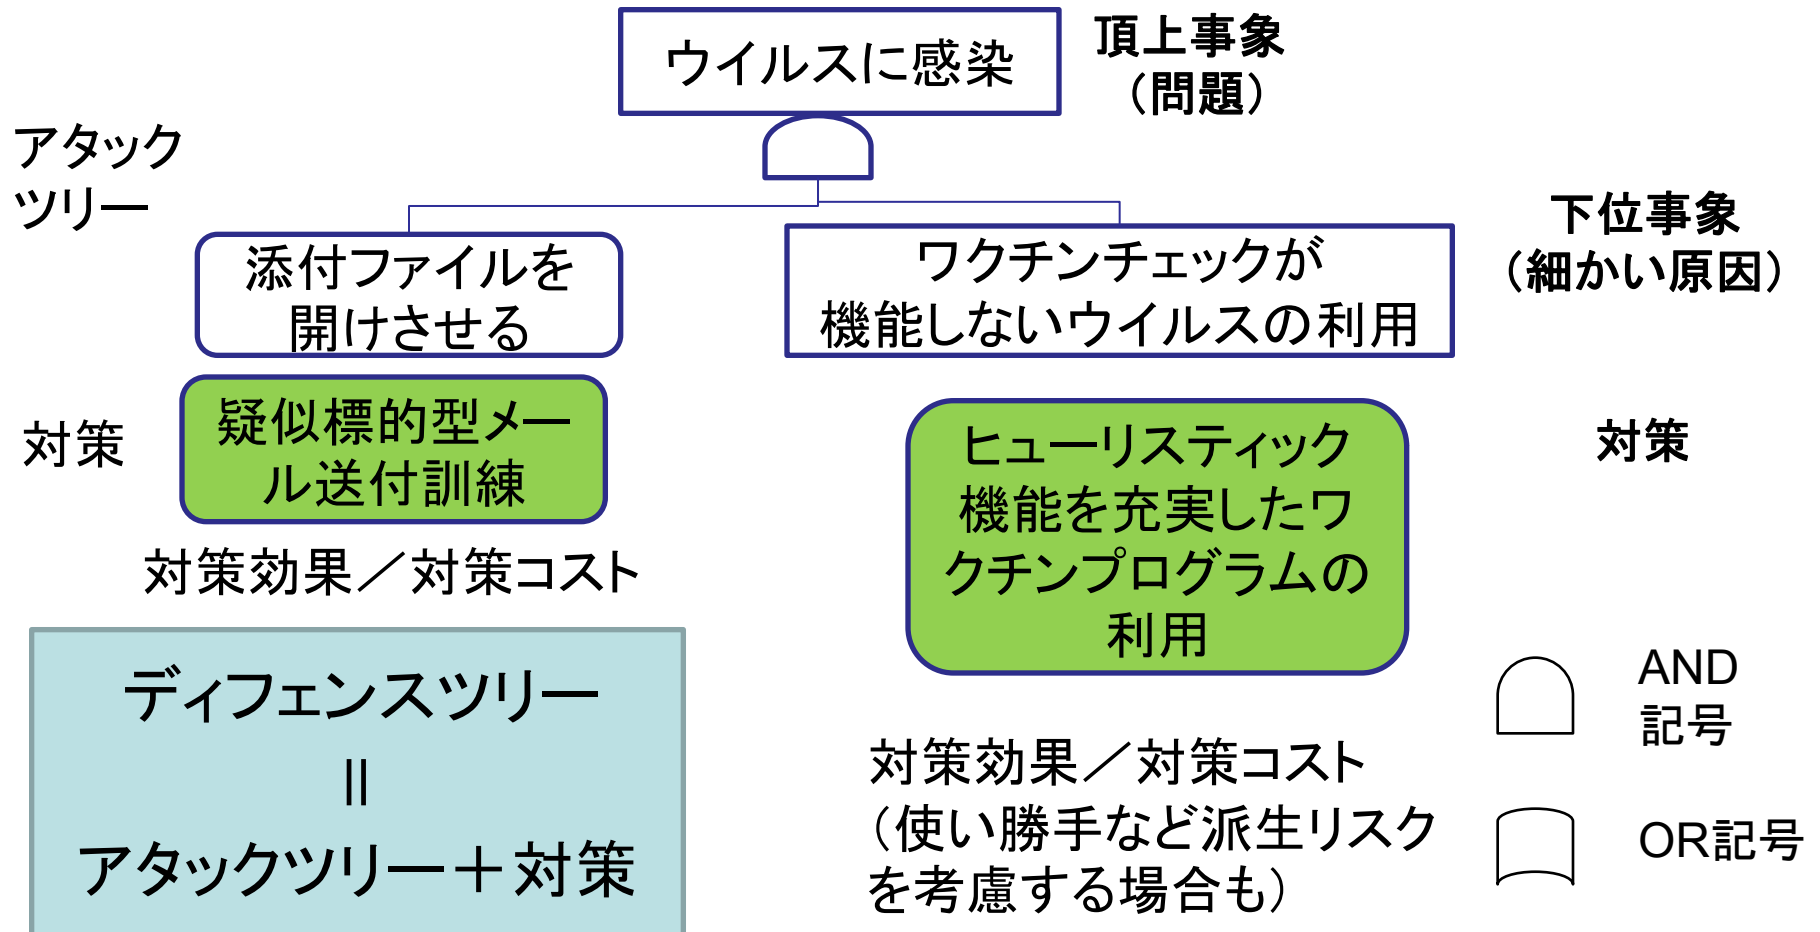 ウイルスに感染
頂上事象
（問題）
アタック
ツリー
添付ファイルを
開けさせる
ワクチンチェックが
機能しないウイルスの利用
下位事象
（細かい原因）
対策
疑似標的型メー
ル送付訓練
ヒューリスティック
機能を充実したワ
クチンプログラムの
利用
対策
対策効果／対策コスト
ディフェンスツリー
＝
アタックツリー＋対策
対策効果／対策コスト
（使い勝手など派生リスク
を考慮する場合も）
AND
記号
OR記号